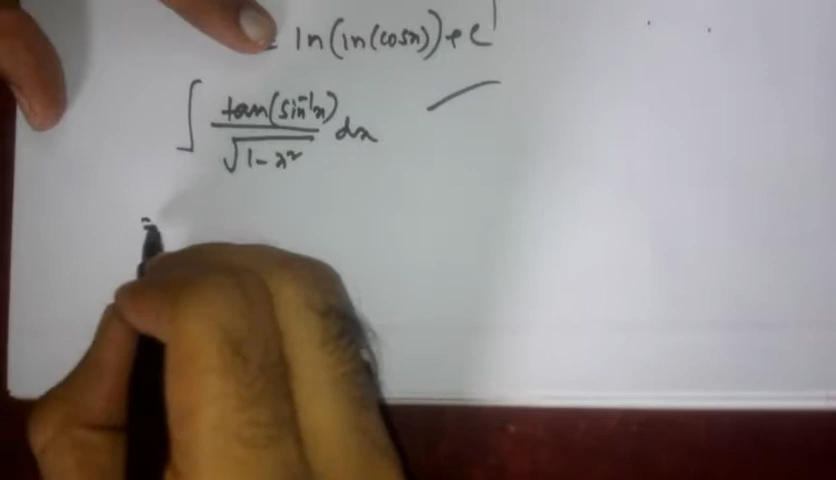 = ln(ln(cosx))+c
∫ tan(sin⁻¹x)/√(1-x²) dx
=